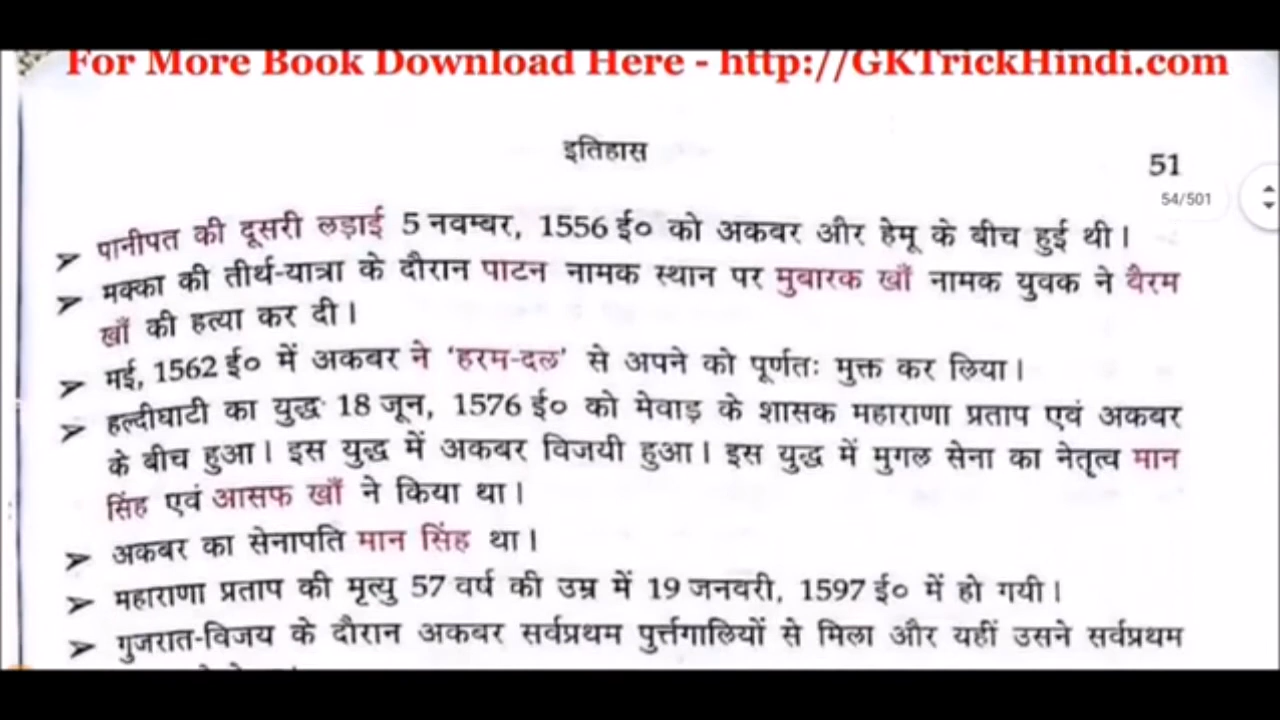 For More Book Download Here - http://GKTrickHindi.com
इतिहास
51
54/501
➤ पानीपत की दूसरी लड़ाई 5 नवम्बर, 1556 ई० को अकबर और हेमू के बीच हुई थी।
➤ मक्का की तीर्थ-यात्रा के दौरान पाटन नामक स्थान पर मुबारक खाँ नामक युवक ने बैरम
खाँ की हत्या कर दी।
➤ मई, 1562 ई० में अकबर ने 'हरम-दल' से अपने को पूर्णतः मुक्त कर लिया।
➤ हल्दीघाटी का युद्ध 18 जून, 1576 ई० को मेवाड़ के शासक महाराणा प्रताप एवं अकबर
के बीच हुआ। इस युद्ध में अकबर विजयी हुआ। इस युद्ध में मुगल सेना का नेतृत्व मान
सिंह एवं आसफ खाँ ने किया था।
➤ अकबर का सेनापति मान सिंह था।
➤ महाराणा प्रताप की मृत्यु 57 वर्ष की उम्र में 19 जनवरी, 1597 ई० में हो गयी।
➤ गुजरात-विजय के दौरान अकबर सर्वप्रथम पुर्त्तगालियों से मिला और यहीं उसने सर्वप्रथम